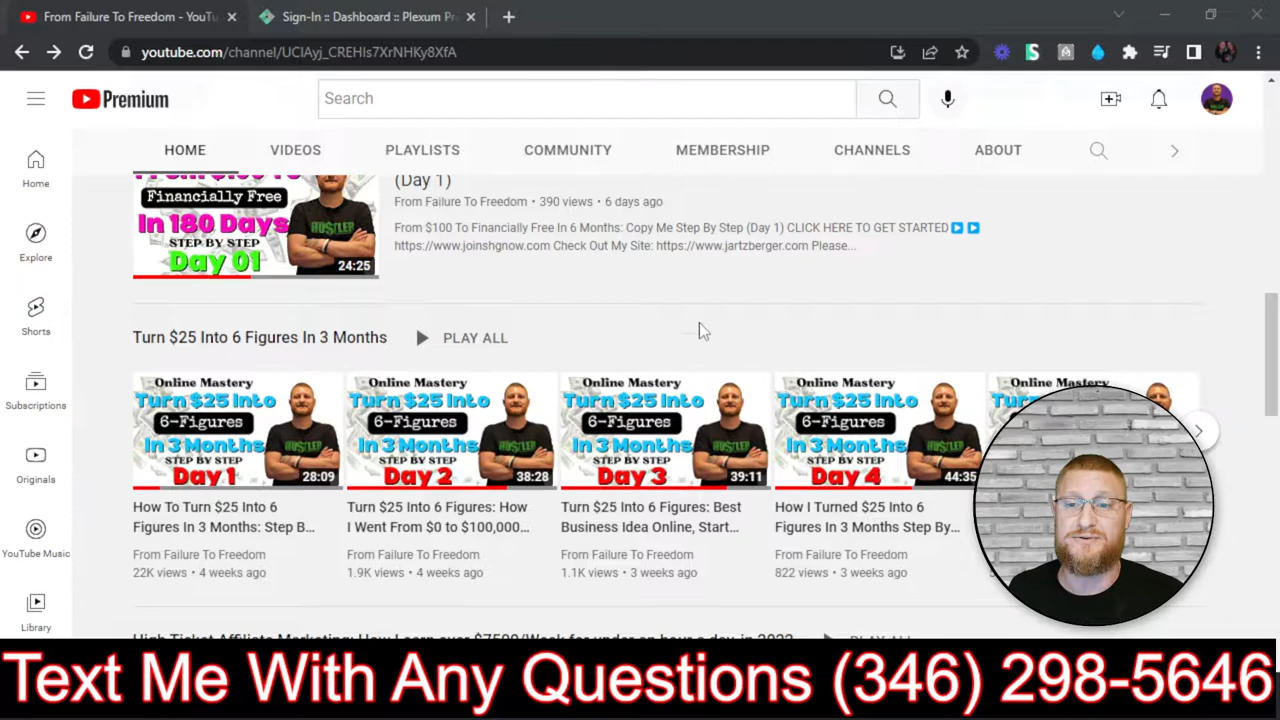 From Failure To Freedom - YouTu
Sign-In :: Dashboard :: Plexum Pr
youtube.com/channel/UCIAyj_CREHIs7XrNHKy8XfA
Premium
Search
HOME
VIDEOS
PLAYLISTS
COMMUNITY
MEMBERSHIP
CHANNELS
ABOUT
Home
Explore
Shorts
Subscriptions
Originals
YouTube Music
Library
Financially Free
In 180 Days
STEP BY STEP
Day 01
HUSTLER
24:25
(Day 1)
From Failure To Freedom • 390 views • 6 days ago
From $100 To Financially Free In 6 Months: Copy Me Step By Step (Day 1) CLICK HERE TO GET STARTED
https://www.joinshgnow.com Check Out My Site: https://www.jartzberger.com Please...
Turn $25 Into 6 Figures In 3 Months
PLAY ALL
Online Mastery
Turn $25 Into
6-Figures
In 3 Months
STEP BY STEP
Day 1
HUSTLER
28:09
How To Turn $25 Into 6
Figures In 3 Months: Step B...
From Failure To Freedom
22K views • 4 weeks ago
Online Mastery
Turn $25 Into
6-Figures
In 3 Months
STEP BY STEP
Day 2
HUSTLER
38:28
Turn $25 Into 6 Figures: How
I Went From $0 to $100,000...
From Failure To Freedom
1.9K views • 4 weeks ago
Online Mastery
Turn $25 Into
6-Figures
In 3 Months
STEP BY STEP
Day 3
HUSTLER
39:11
Turn $25 Into 6 Figures: Best
Business Idea Online, Start...
From Failure To Freedom
1.1K views • 3 weeks ago
Online Mastery
Turn $25 Into
6-Figures
In 3 Months
STEP BY STEP
Day 4
HUSTLER
44:35
How I Turned $25 Into 6
Figures In 3 Months Step By...
From Failure To Freedom
822 views • 3 weeks ago
Online Mastery
Text Me With Any Questions (346) 298-5646